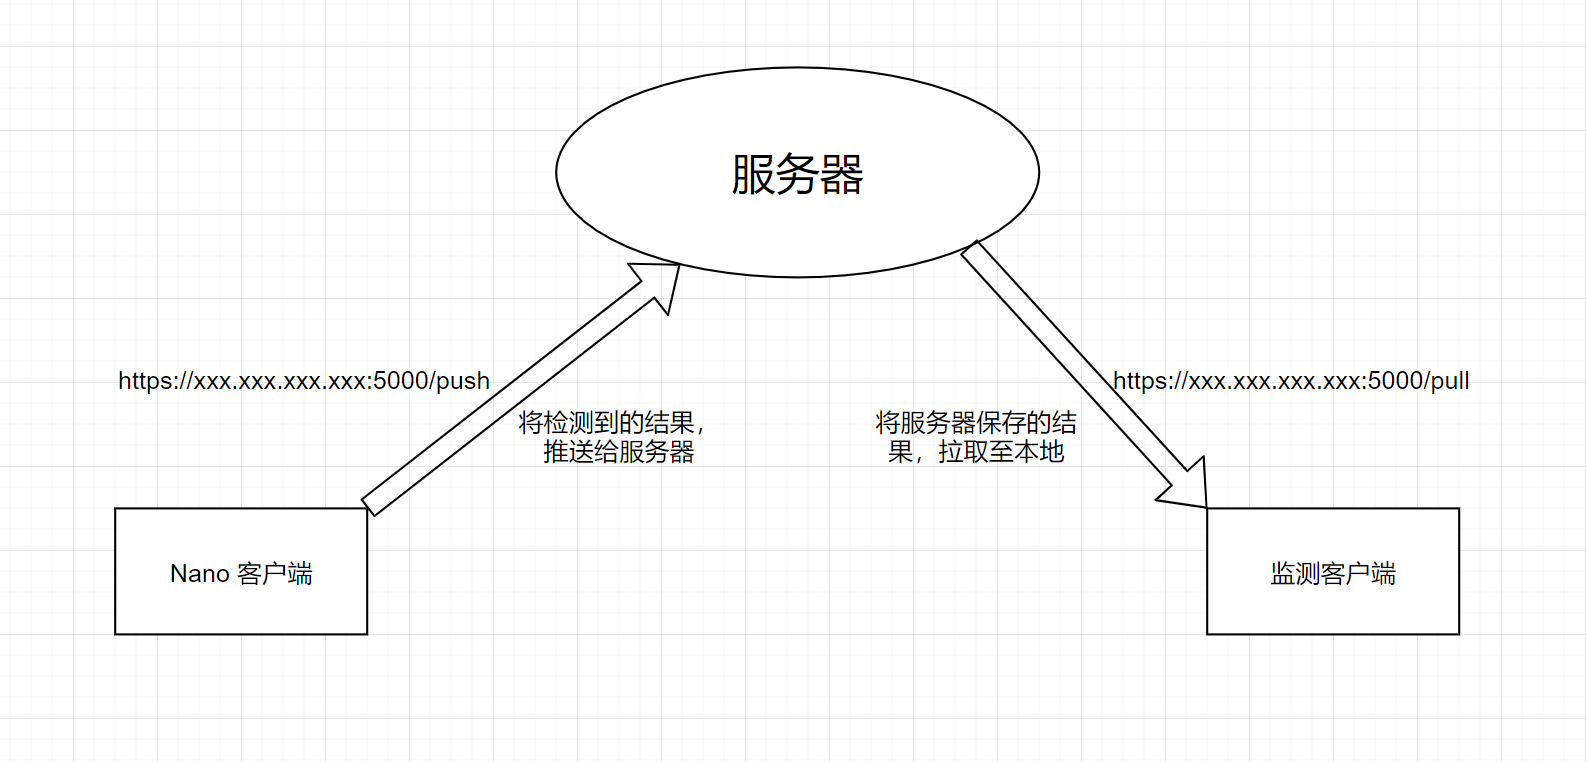 服务器
https://xxx.xxx.xxx.xxx:5000/push
https://xxx.xxx.xxx.xxx:5000/pull
将检测到的结果，
推送给服务器
将服务器保存的结
果，拉取至本地
Nano 客户端
监测客户端